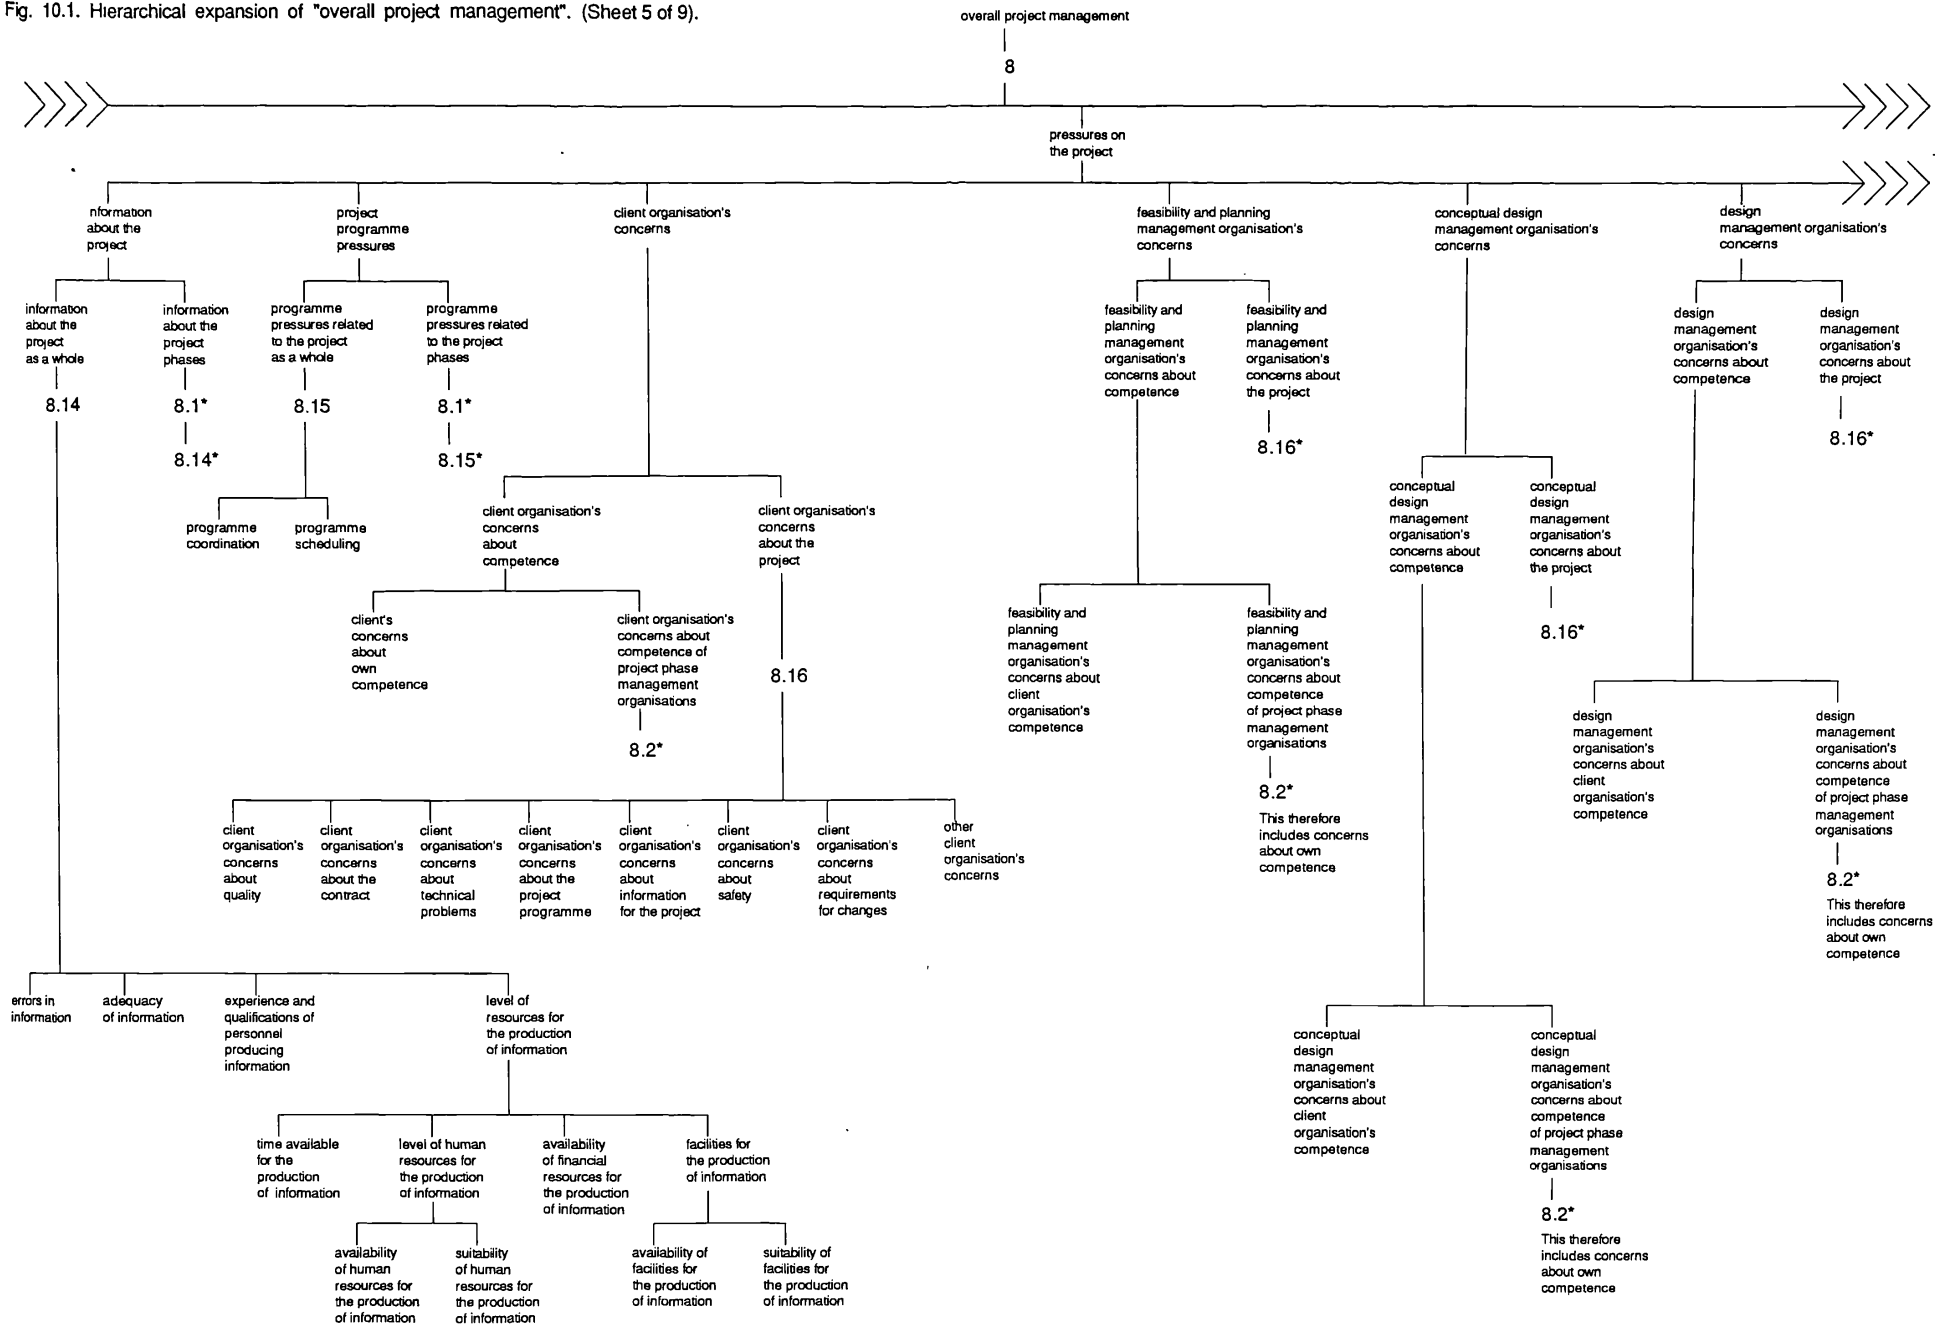 Fig. 10.1. Hierarchical expansion of "overall project management". (Sheet 5 of 9).
overall project management
8
pressures on
the project
nformation
about the
project
project
programme
pressures
client organisation's
concerns
feasibility and planning
management organisation's
concerns
conceptual design
management organisation's
concerns
design
management organisation's
concerns
information
about the
project
as a whole
information
about the
project
phases
programme
pressures related
to the project
as a whole
programme
pressures related
to the project
phases
feasibility and
planning
management
organisation's
concerns about
competence
feasibility and
planning
management
organisation's
concerns about
the project
design
management
organisation's
concerns about
competence
design
management
organisation's
concerns about
the project
8.14
8.1*
8.15
8.1*
8.14*
8.15*
8.16*
8.16*
programme
coordination
programme
scheduling
client organisation's
concerns
about
competence
client organisation's
concerns
about the
project
conceptual
design
management
organisation's
concerns about
competence
conceptual
design
management
organisation's
concerns about
the project
8.16*
client's
concerns
about
own
competence
client organisation's
concerns about
competence of
project phase
management
organisations
8.2*
8.16
feasibility and
planning
management
organisation's
concerns about
client
organisation's
competence
feasibility and
planning
management
organisation's
concerns about
competence
of project phase
management
organisations
8.2*
This therefore
includes concerns
about own
competence
design
management
organisation's
concerns about
client
organisation's
competence
design
management
organisation's
concerns about
competence
of project phase
management
organisations
8.2*
This therefore
includes concerns
about own
competence
client
organisation's
concerns
about
quality
client
organisation's
concerns
about the
contract
client
organisation's
concerns
about
technical
problems
client
organisation's
concerns
about the
project
programme
client
organisation's
concerns
about
information
for the project
client
organisation's
concerns
about
safety
client
organisation's
concerns
about
requirements
for changes
other
client
organisation's
concerns
errors in
information
adequacy
of information
experience and
qualifications of
personnel
producing
information
level of
resources for
the production
of information
conceptual
design
management
organisation's
concerns about
client
organisation's
competence
conceptual
design
management
organisation's
concerns about
competence
of project phase
management
organisations
8.2*
This therefore
includes concerns
about own
competence
time available
for the
production
of information
level of human
resources for
the production
of information
availability
of financial
resources for
the production
of information
facilities for
the production
of information
availability
of human
resources for
the production
of information
suitability
of human
resources for
the production
of information
availability of
facilities for
the production
of information
suitability of
facilities for
the production
of information